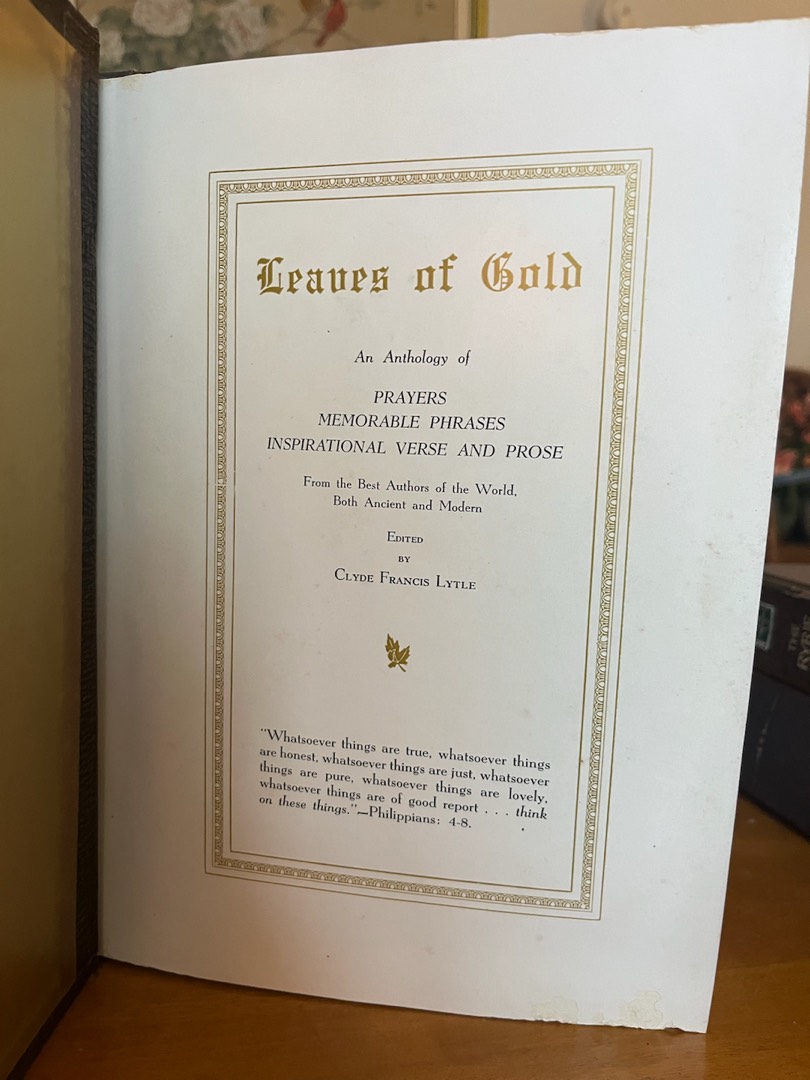 Leaves of Gold
An Anthology of
PRAYERS
MEMORABLE PHRASES
INSPIRATIONAL VERSE AND PROSE
From the Best Authors of the World,
Both Ancient and Modern
EDITED
BY
CLYDE FRANCIS LYTLE
"Whatsoever things are true, whatsoever things
are honest, whatsoever things are just, whatsoever
things are pure, whatsoever things are lovely,
whatsoever things are of good report . . . think
on these things."—Philippians: 4-8.
THE